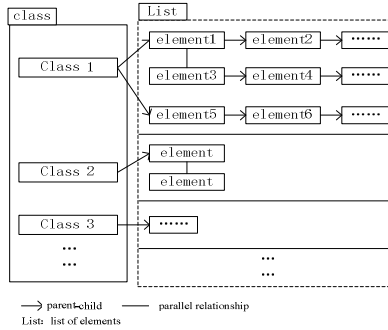 class
List
Class 1
element1
element2
……
element3
element4
……
element5
element6
……
Class 2
element
element
Class 3
……
…
…
…
…
parent-child
parallel relationship
List: list of elements